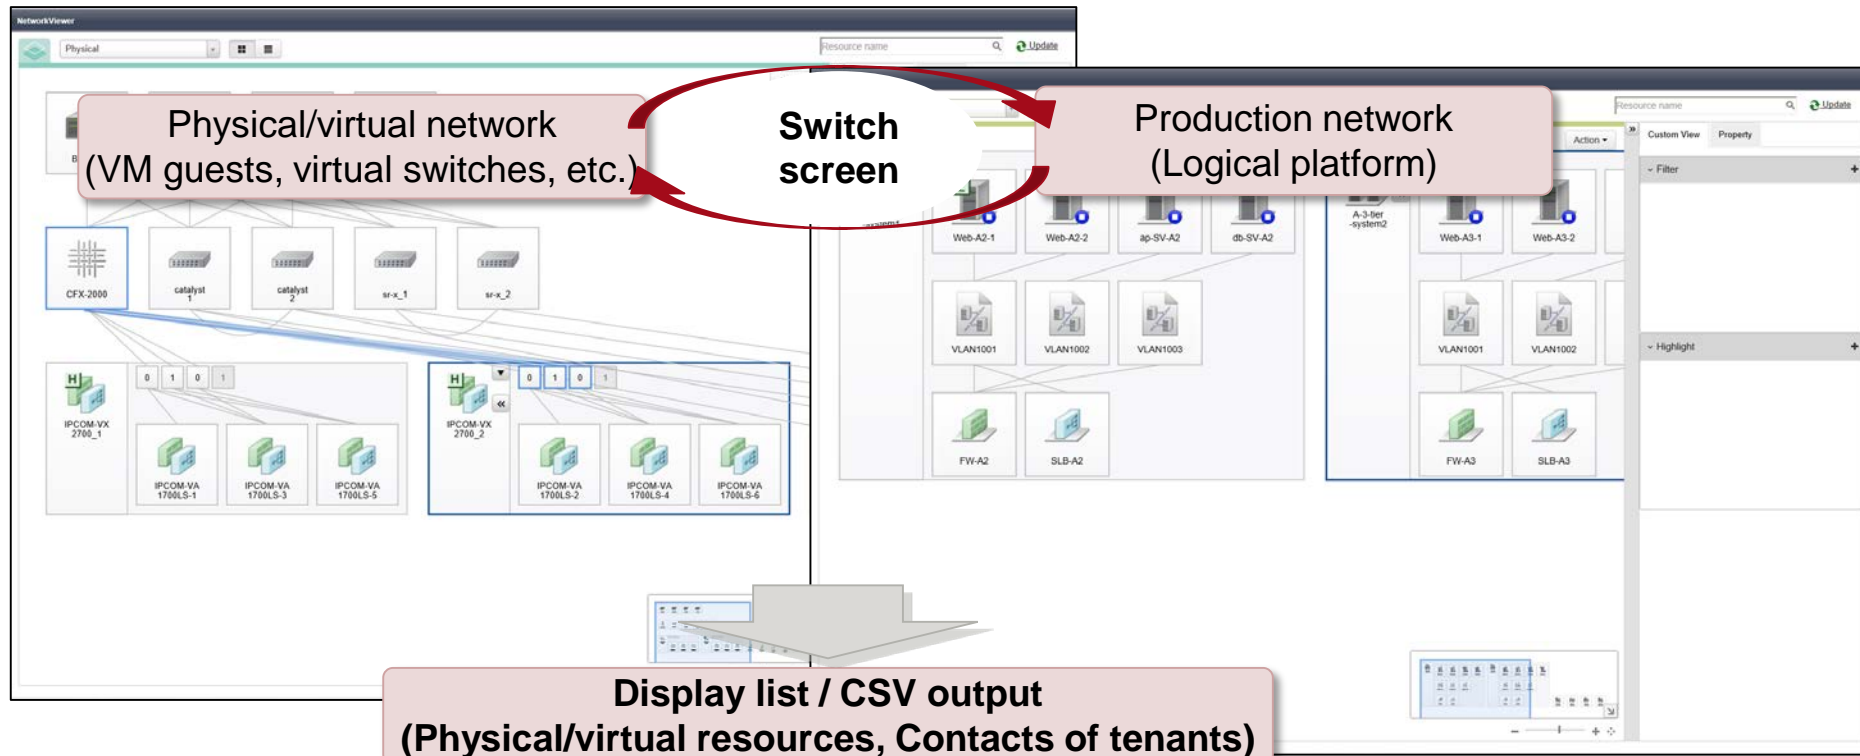 NetworkViewer
Physical
Resource name
Update
Physical/virtual network
(VM guests, virtual switches, etc.)
Switch
screen
Production network
(Logical platform)
Resource name
Update
Action
Custom View
Property
Filter
Highlight
CFX-2000
catalyst
1
catalyst
2
sr-x_1
sr-x_2
H
IPCOM-VX
2700_1
0 1 0 1
IPCOM-VA
1700LS-1
IPCOM-VA
1700LS-3
IPCOM-VA
1700LS-5
H
IPCOM-VX
2700_2
0 1 0 1
IPCOM-VA
1700LS-2
IPCOM-VA
1700LS-4
IPCOM-VA
1700LS-6
Web-A2-1
Web-A2-2
ap-SV-A2
db-SV-A2
VLAN1001
VLAN1002
VLAN1003
FW-A2
SLB-A2
A-3-tier
-system2
Web-A3-1
Web-A3-2
VLAN1001
VLAN1002
FW-A3
SLB-A3
Display list / CSV output
(Physical/virtual resources, Contacts of tenants)